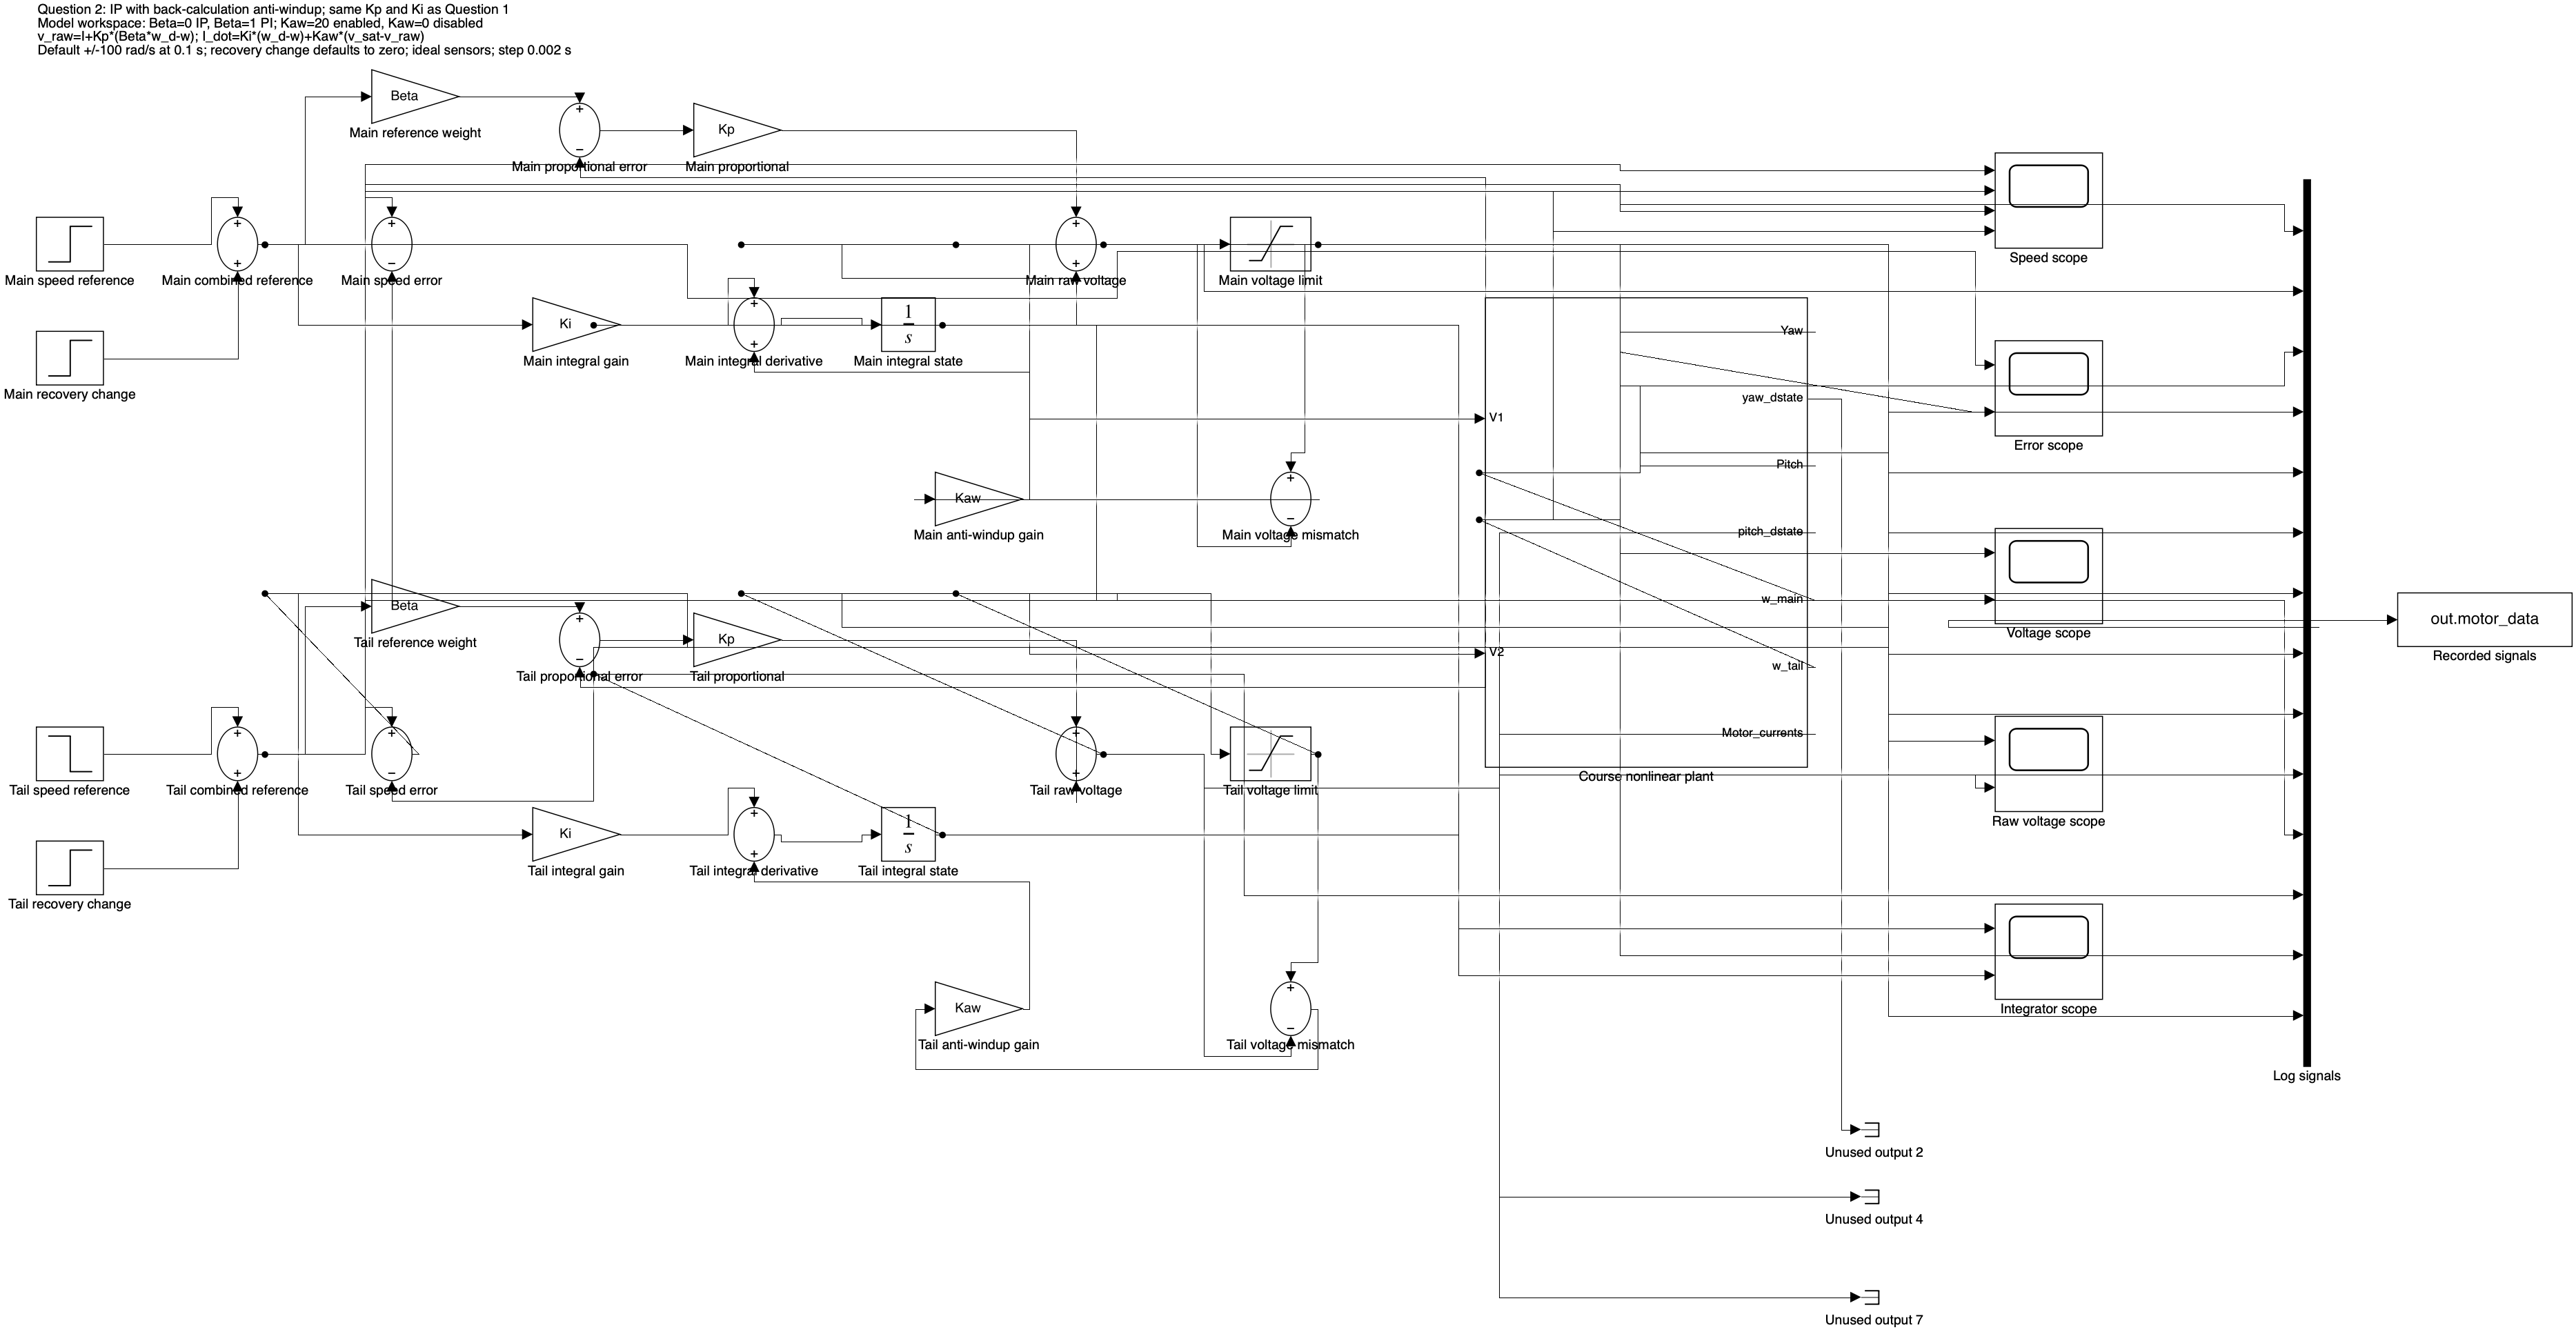 Question 2: IP with back-calculation anti-windup; same Kp and Ki as Question 1
Model workspace: Beta=0 IP, Beta=1 PI; Kaw=20 enabled, Kaw=0 disabled
v_raw=I+Kp*(Beta*w_d-w); I_dot=Ki*(w_d-w)+Kaw*(v_sat-v_raw)
Default +/-100 rad/s at 0.1 s; recovery change defaults to zero; ideal sensors; step 0.002 s
Beta
Main reference weight
Kp
Main proportional error
Main proportional
Main speed reference
Main combined reference
Main speed error
Main raw voltage
Main voltage limit
Speed scope
Ki
1
s
Main integral gain
Main integral derivative
Main integral state
Main recovery change
Yaw
yaw_dstate
V1
Pitch
pitch_dstate
w_main
V2
w_tail
Motor_currents
Course nonlinear plant
Error scope
Kaw
Main anti-windup gain
Main voltage mismatch
Voltage scope
out.motor_data
Recorded signals
Beta
Tail reference weight
Kp
Tail proportional error
Tail proportional
Tail speed reference
Tail combined reference
Tail speed error
Tail raw voltage
Tail voltage limit
Raw voltage scope
Ki
1
s
Tail integral gain
Tail integral derivative
Tail integral state
Tail recovery change
Kaw
Tail anti-windup gain
Tail voltage mismatch
Integrator scope
Log signals
Unused output 2
Unused output 4
Unused output 7